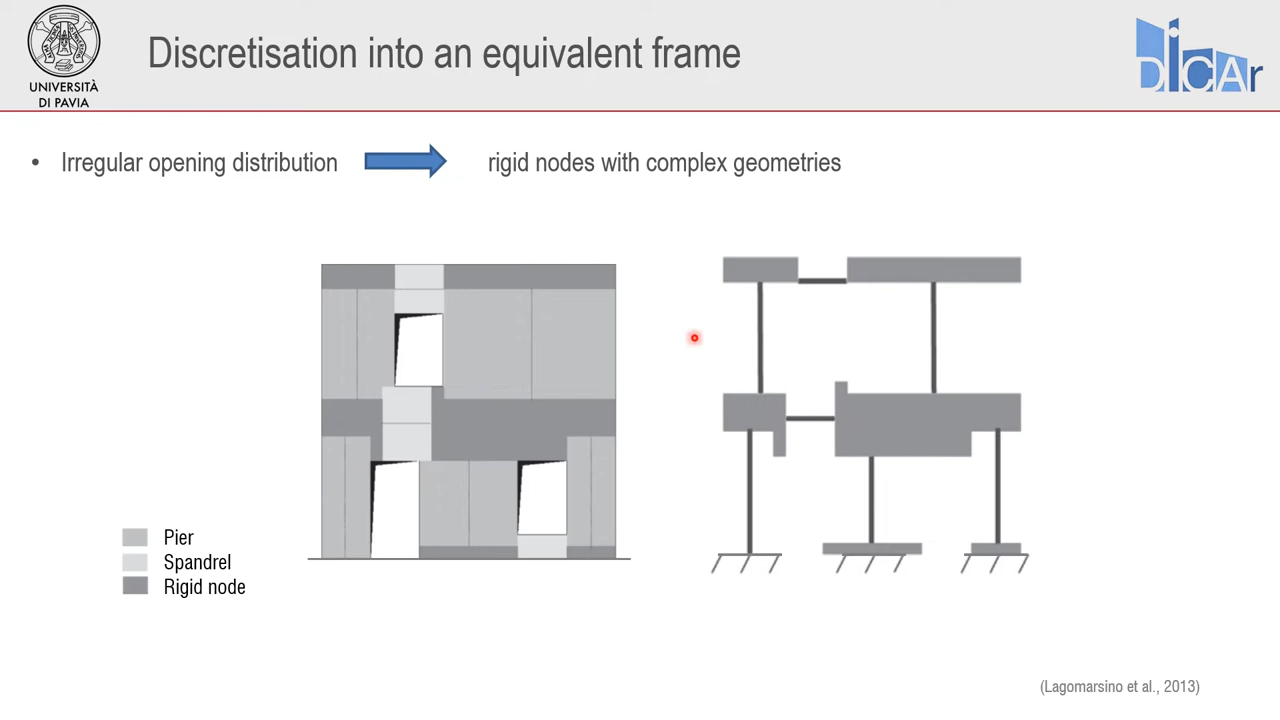 Discretisation into an equivalent frame
UNIVERSITÀ
DI PAVIA
DICAr
• Irregular opening distribution
rigid nodes with complex geometries
Pier
Spandrel
Rigid node
(Lagomarsino et al., 2013)